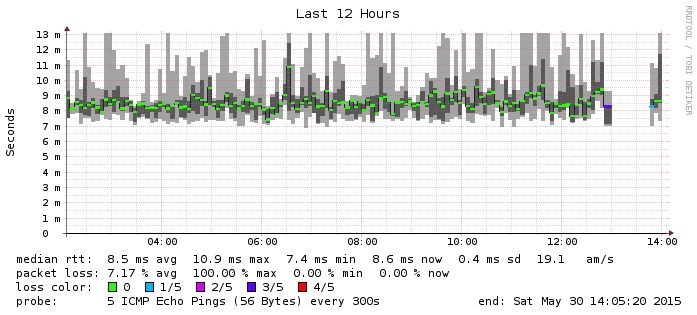 Last 12 Hours
RRDTOOL / TOBI OETIKER
Seconds
13 m
12 m
11 m
10 m
9 m
8 m
7 m
6 m
5 m
4 m
3 m
2 m
1 m
0
04:00 06:00 08:00 10:00 12:00 14:00
median rtt: 8.5 ms avg 10.9 ms max 7.4 ms min 8.6 ms now 0.4 ms sd 19.1 am/s
packet loss: 7.17 % avg 100.00 % max 0.00 % min 0.00 % now
loss color: 0 1/5 2/5 3/5 4/5
probe: 5 ICMP Echo Pings (56 Bytes) every 300s end: Sat May 30 14:05:20 2015